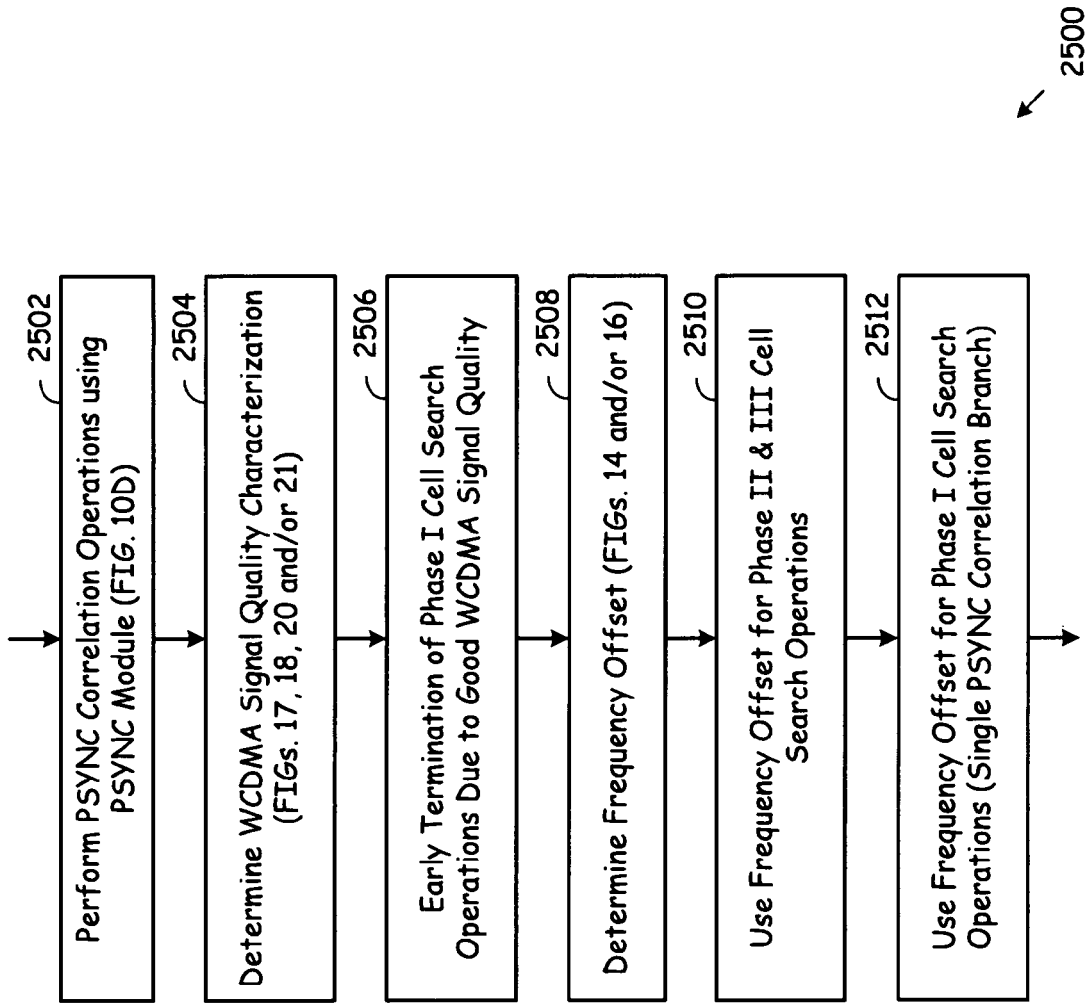 2502
Perform PSYNC Correlation Operations using
PSYNC Module (FIG. 10D)
2504
Determine WCDMA Signal Quality Characterization
(FIGs. 17, 18, 20 and/or 21)
2506
Early Termination of Phase I Cell Search
Operations Due to Good WCDMA Signal Quality
2508
Determine Frequency Offset (FIGs. 14 and/or 16)
2510
Use Frequency Offset for Phase II & III Cell
Search Operations
2512
Use Frequency Offset for Phase I Cell Search
Operations (Single PSYNC Correlation Branch)
2500